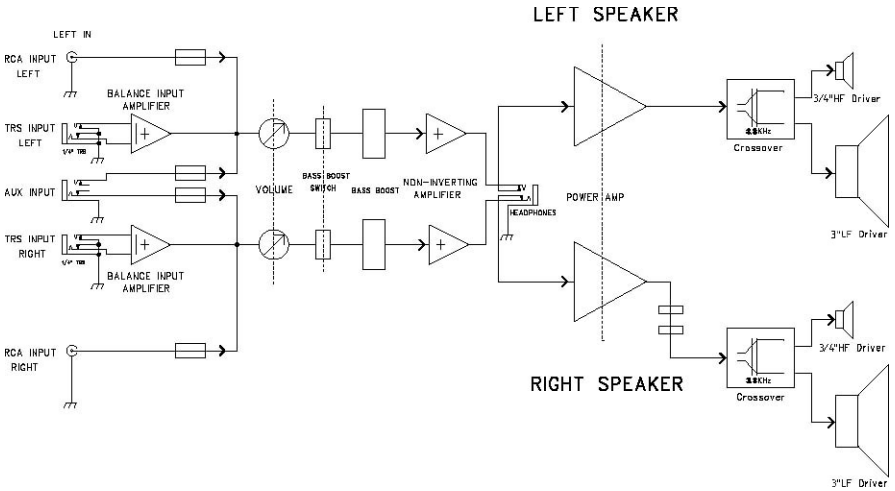 LEFT SPEAKER
LEFT IN
RCA INPUT
LEFT
BALANCE INPUT
AMPLIFIER
3/4"HF Driver
TRS INPUT
LEFT
1/4" TRS
Crossover
AUX INPUT
VOLUME
BASS BOOST
SWITCH
BASS BOOST
NON-INVERTING
AMPLIFIER
HEADPHONES
POWER AMP
3"LF Driver
TRS INPUT
RIGHT
1/4" TRS
BALANCE INPUT
AMPLIFIER
RCA INPUT
RIGHT
RIGHT SPEAKER
3/4"HF Driver
Crossover
3"LF Driver